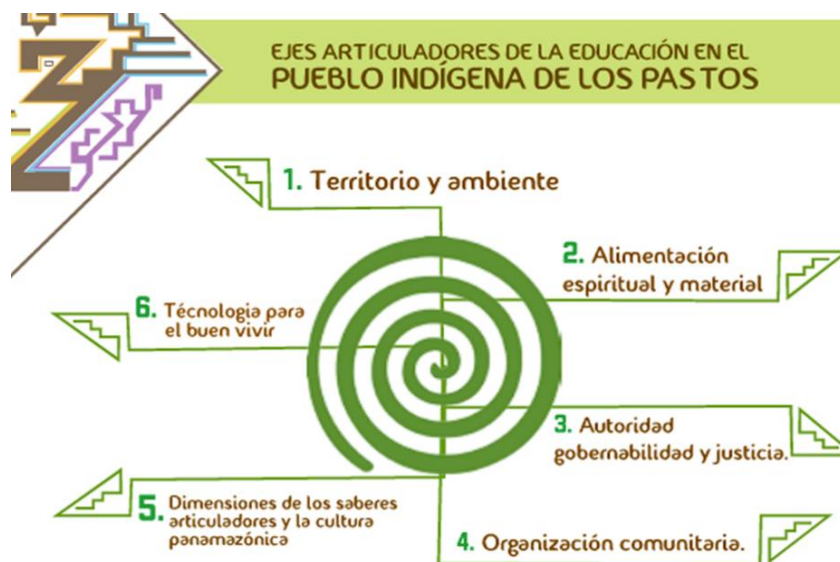 EJES ARTICULADORES DE LA EDUCACIÓN EN EL
PUEBLO INDÍGENA DE LOS PASTOS
1. Territorio y ambiente
2. Alimentación
espiritual y material
3. Autoridad
gobernabilidad y justicia.
4. Organización comunitaria.
5. Dimensiones de los saberes
articuladores y la cultura
panamazónica
6. Técnologia para
el buen vivir